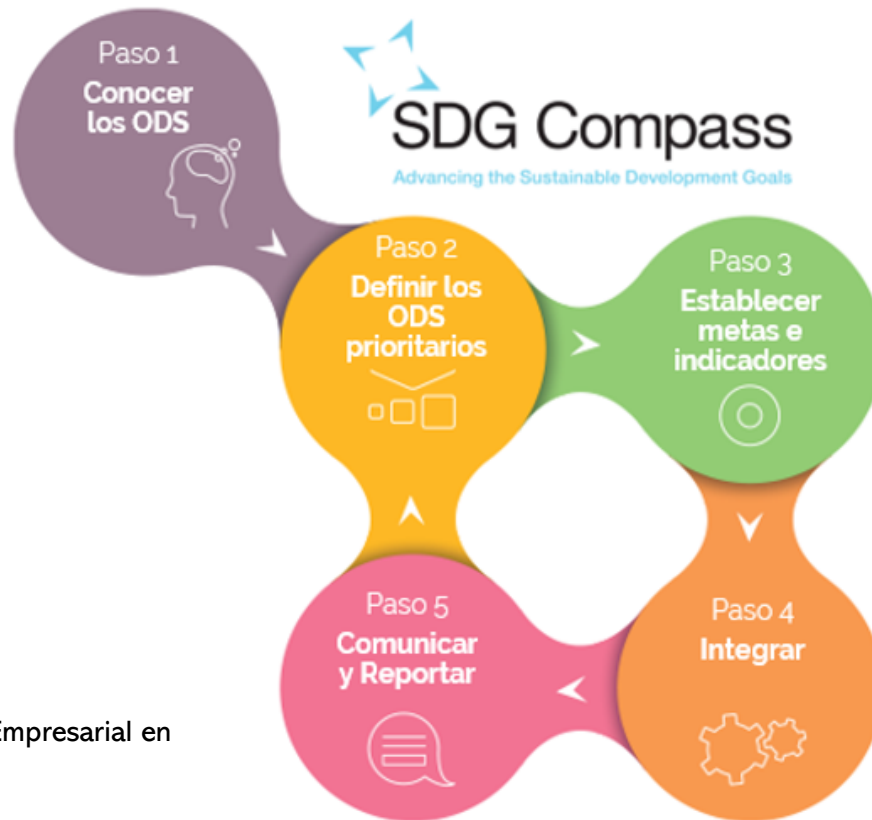 Paso 1
Conocer
los ODS
SDG Compass
Advancing the Sustainable Development Goals
Paso 2
Definir los
ODS
prioritarios
Paso 3
Establecer
metas e
indicadores
Paso 4
Integrar
Paso 5
Comunicar
y Reportar
Empresarial en